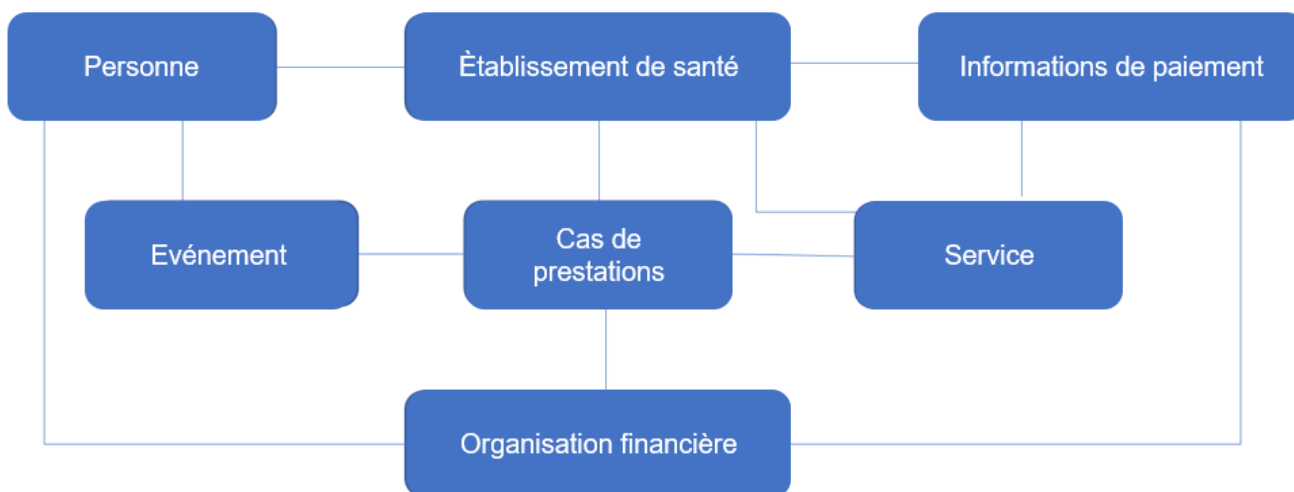 Personne
Ètablissement de santé
Informations de paiement
Evénement
Cas de
prestations
Service
Organisation financière